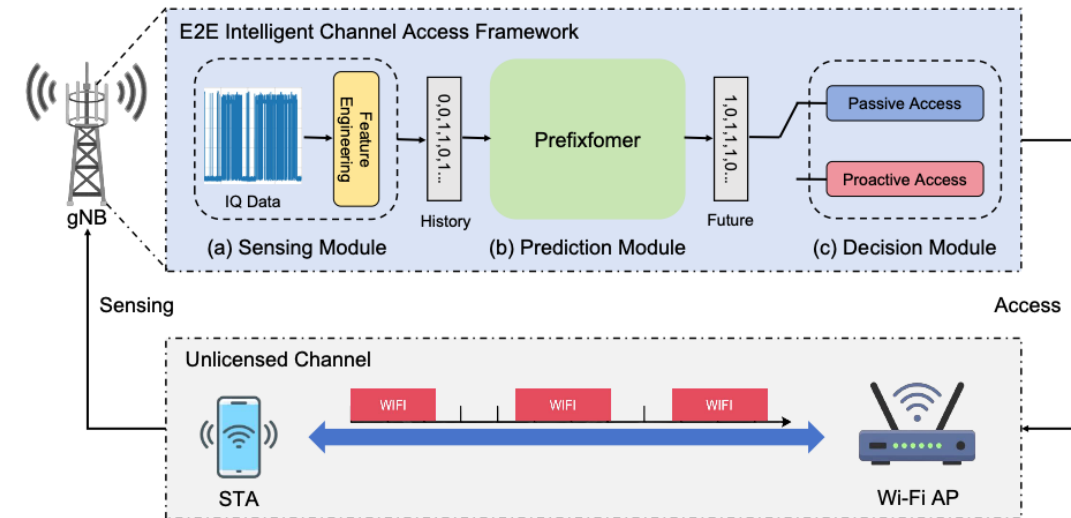 E2E Intelligent Channel Access Framework
IQ Data
Feature
Engineering
0,0,1,1,0,1...
History
Prefixfomer
1,0,1,1,1,0...
Future
Passive Access
Proactive Access
(a) Sensing Module
(b) Prediction Module
(c) Decision Module
gNB
Sensing
Access
Unlicensed Channel
WIFI
WIFI
WIFI
STA
Wi-Fi AP